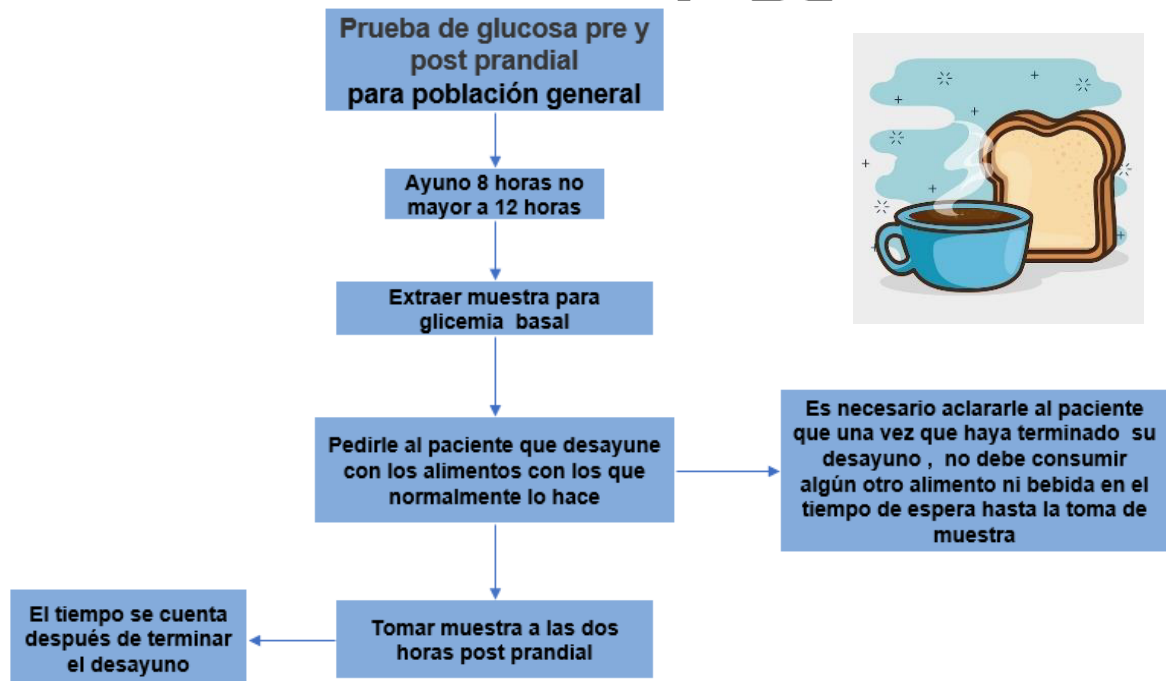 Prueba de glucosa pre y
post prandial
para población general
Ayuno 8 horas no
mayor a 12 horas
Extraer muestra para
glicemia basal
Pedirle al paciente que desayune
con los alimentos con los que
normalmente lo hace
Es necesario aclararle al paciente
que una vez que haya terminado su
desayuno , no debe consumir
algún otro alimento ni bebida en el
tiempo de espera hasta la toma de
muestra
Tomar muestra a las dos
horas post prandial
El tiempo se cuenta
después de terminar
el desayuno